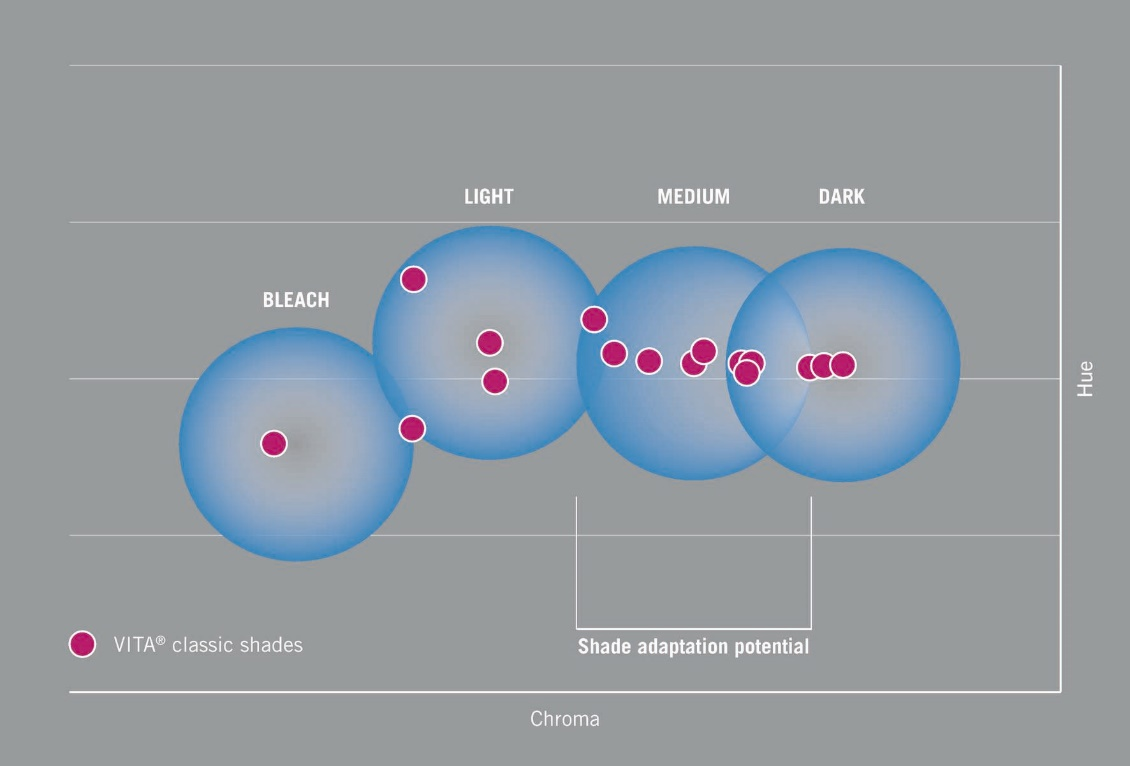 LIGHT
MEDIUM
DARK
BLEACH
Hue
VITA® classic shades
Shade adaptation potential
Chroma